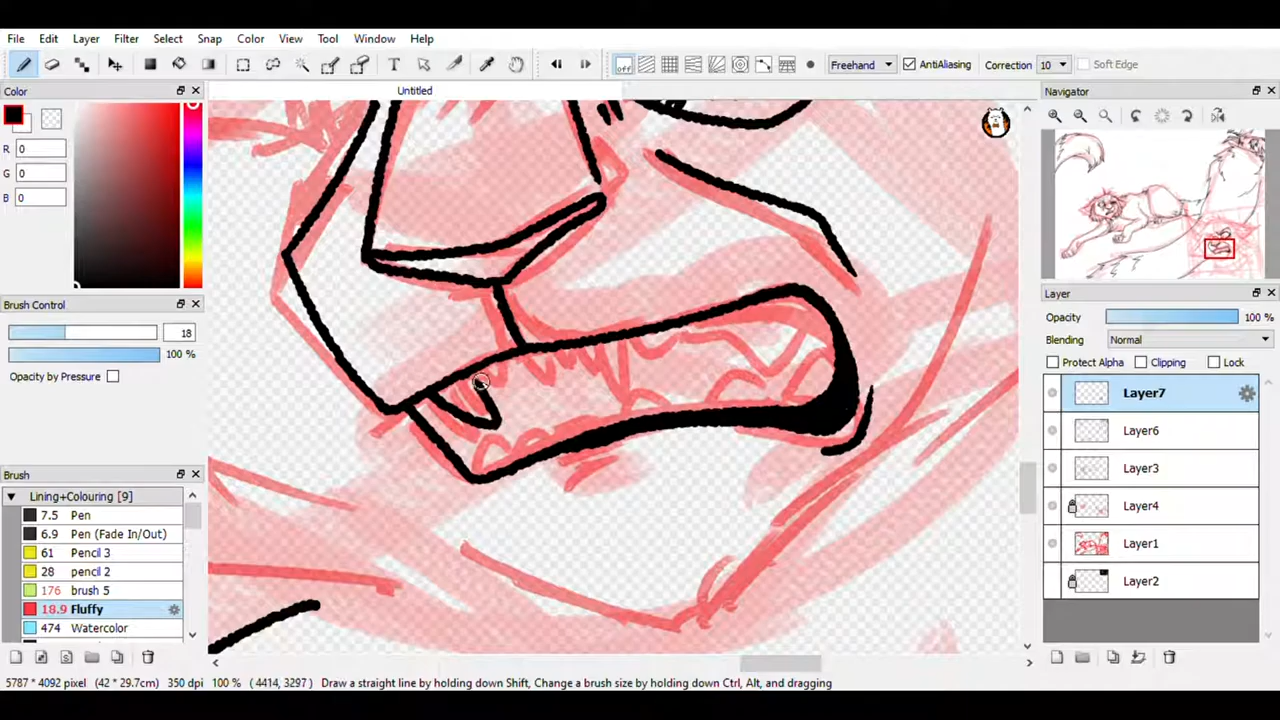 File Edit Layer Filter Select Snap Color View Tool Window Help
off Freehand AntiAliasing Correction 10 Soft Edge
Color
Untitled
Navigator
R 0
G 0
B 0
Brush Control
18
100 %
Opacity by Pressure
Layer
Opacity 100 %
Blending Normal
Protect Alpha Clipping Lock
Layer7
Layer6
Layer3
Layer4
Layer1
Layer2
Brush
Lining+Colouring [9]
7.5 Pen
6.9 Pen (Fade In/Out)
61 Pencil 3
28 pencil 2
176 brush 5
18.9 Fluffy
474 Watercolor
5787 * 4092 pixel (42 * 29.7cm) 350 dpi 100 % ( 4414, 3297) Draw a straight line by holding down Shift, Change a brush size by holding down Ctrl, Alt, and dragging